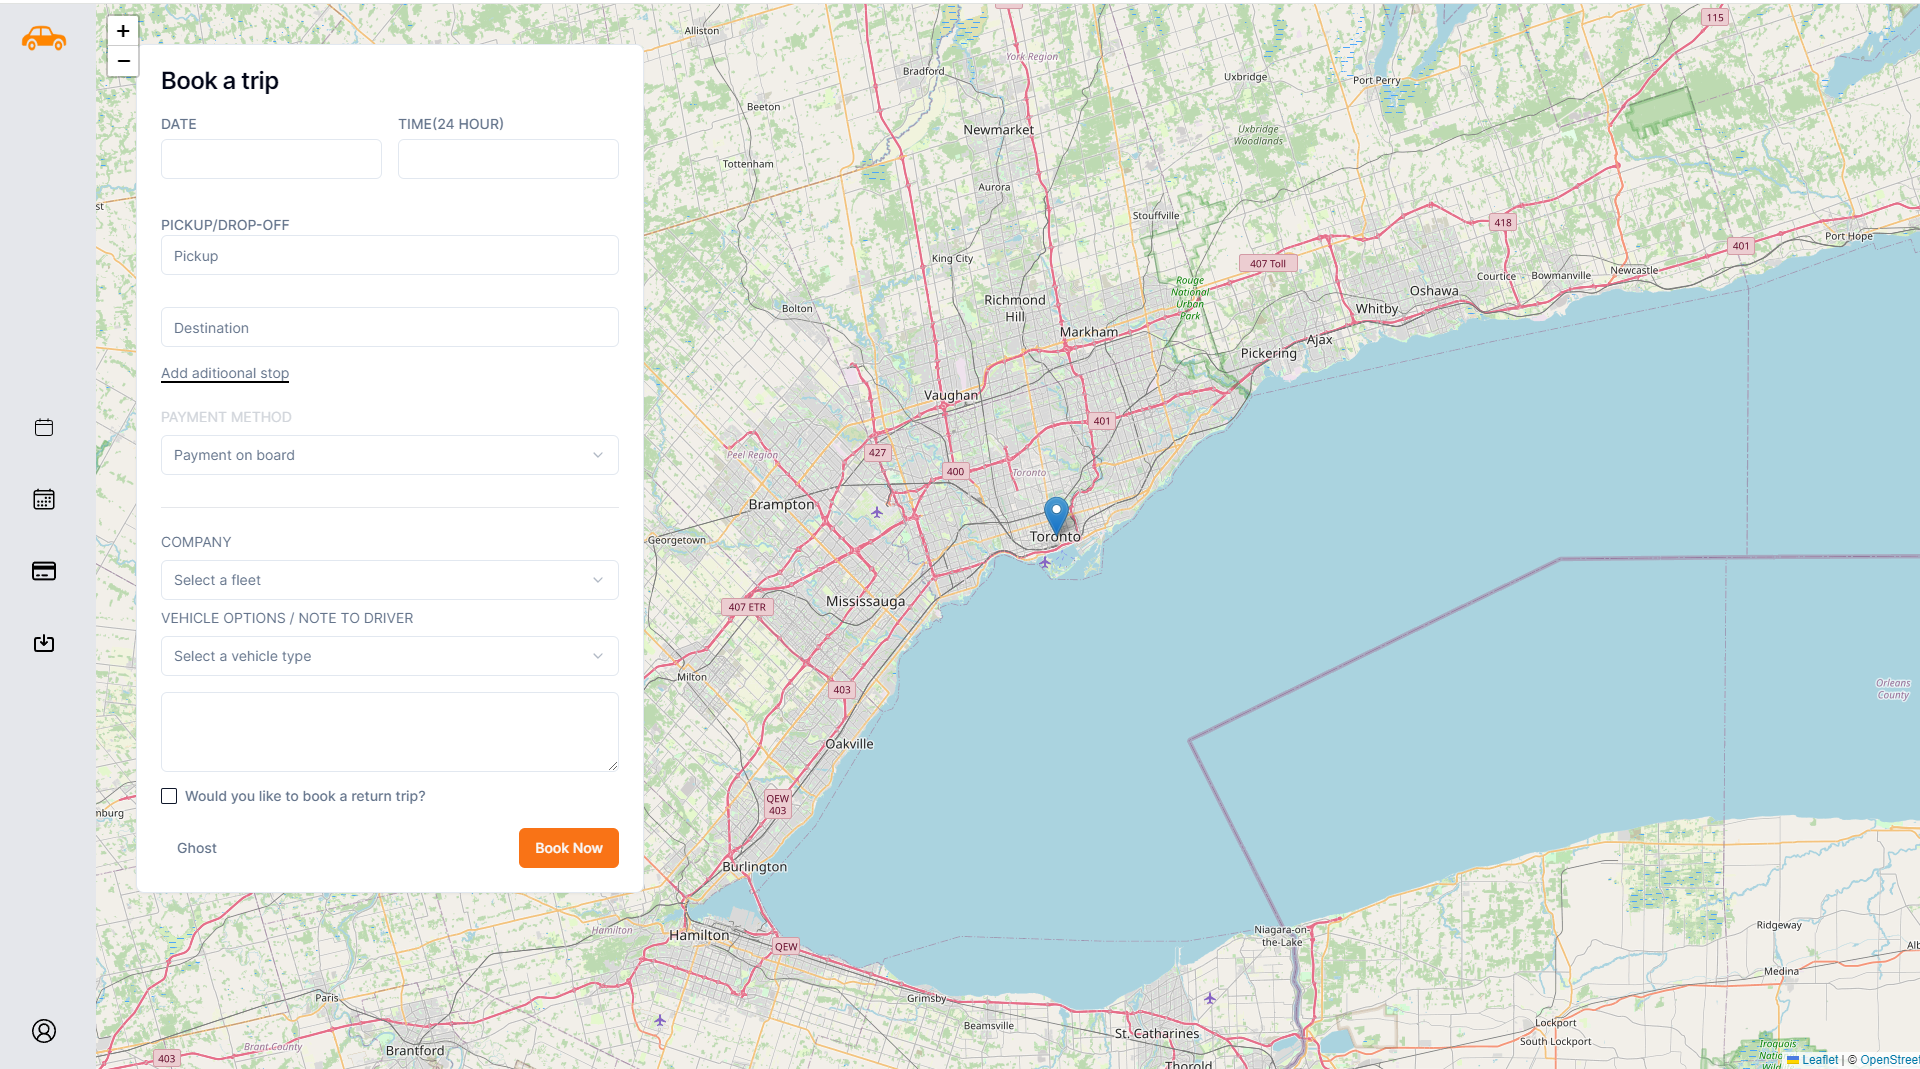 +
−
Book a trip
DATE
TIME(24 HOUR)
PICKUP/DROP-OFF
Pickup
Destination
Add aditioonal stop
PAYMENT METHOD
Payment on board
COMPANY
Select a fleet
VEHICLE OPTIONS / NOTE TO DRIVER
Select a vehicle type
Would you like to book a return trip?
Ghost
Book Now
Alliston
York Region
115
Bradford
Uxbridge
Port Perry
Beeton
Newmarket
Uxbridge
Woodlands
Tottenham
Aurora
Stouffville
418
Port Hope
401
King City
407 Toll
Newcastle
Courtice
Bowmanville
Rouge
National
Urban
Park
Oshawa
Richmond
Hill
Bolton
Whitby
Markham
Ajax
Pickering
Vaughan
401
427
Peel Region
400
Toronto
Brampton
Toronto
Georgetown
Mississauga
407 ETR
Milton
403
Orleans
County
Oakville
QEW
403
nburg
Burlington
Hamilton
Hamilton
QEW
Niagara-on-
the-Lake
Ridgeway
Medina
Paris
Grimsby
Beamsville
Lockport
South Lockport
St. Catharines
Brant County
Brantford
403
Thorold
Iroquois
Leaflet | © OpenStreet